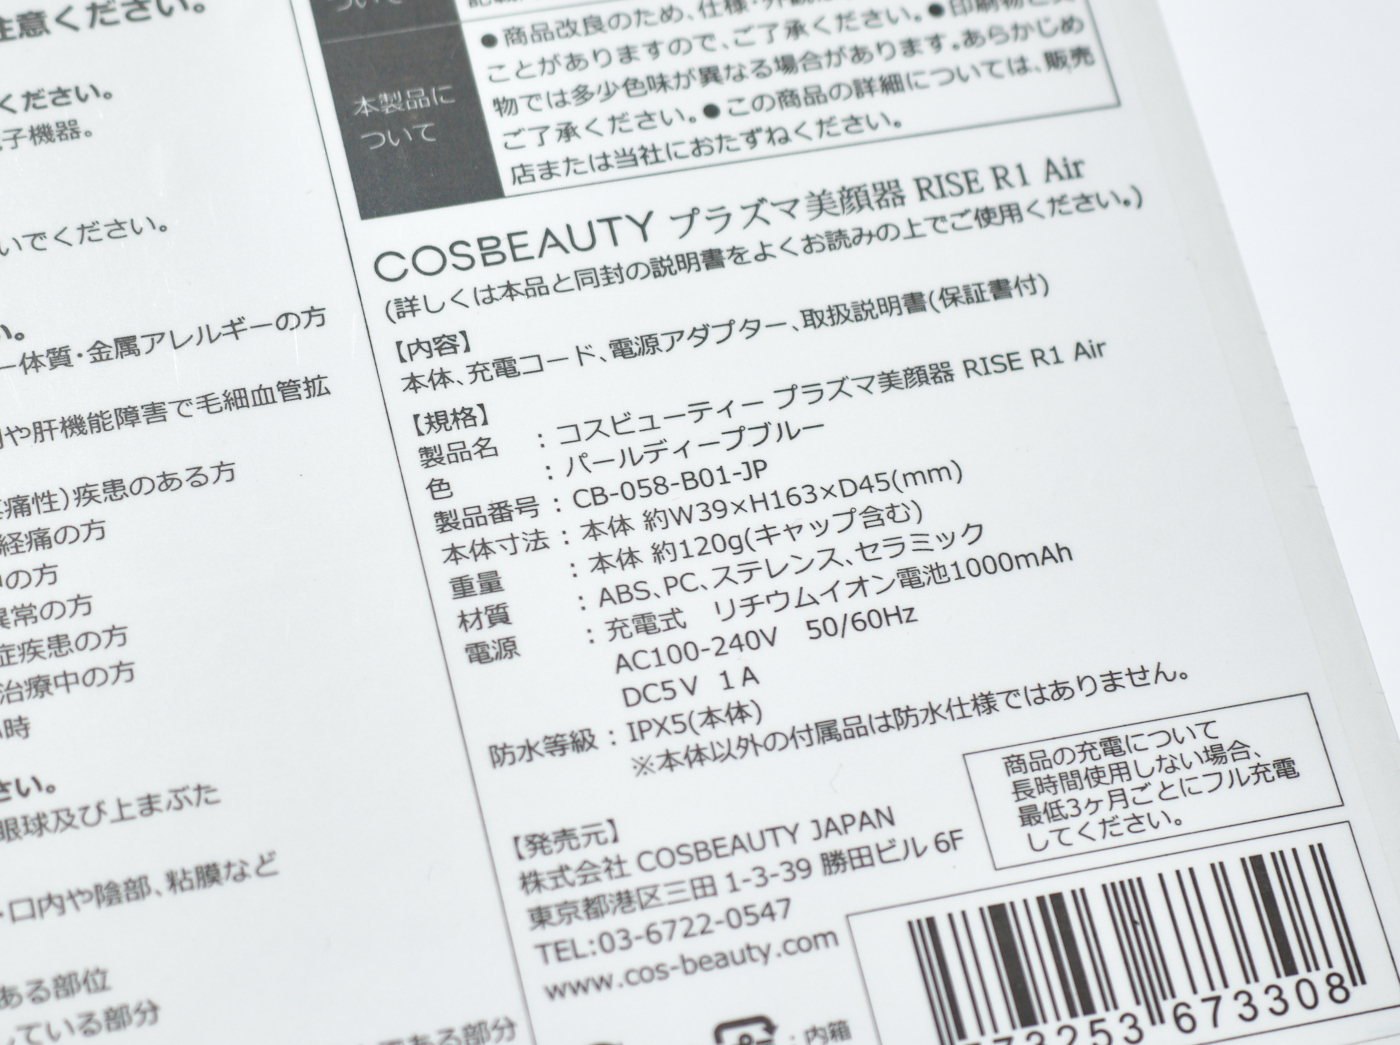 注意ください。
ください。
子機器。
いでください。
い。
ー体質・金属アレルギーの方
や肝機能障害で毛細血管拡
痛性)疾患のある方
経痛の方
の方
異常の方
症疾患の方
治療中の方
時
さい。
眼球及び上まぶた
・口内や陰部、粘膜など
ある部位
ている部分
である部分
ついて
本製品に
ついて
●商品改良のため、仕様・外観
ことがありますので、ご了承ください。●印刷物と
物では多少色味が異なる場合があります。あらかじめ
ご了承ください。●この商品の詳細については、販売
店または当社におたずねください。
COSBEAUTY プラズマ美顔器 RISE R1 Air
(詳しくは本品と同封の説明書をよくお読みの上でご使用ください。)
【内容】
本体、充電コード、電源アダプター、取扱説明書(保証書付)
【規格】
製品名 : コスビューティー プラズマ美顔器 RISE R1 Air
色 : パールディープブルー
製品番号 : CB-058-B01-JP
本体寸法 : 本体 約W39×H163×D45(mm)
重量 : 本体 約120g(キャップ含む)
材質 : ABS、PC、ステレンス、セラミック
電源 : 充電式 リチウムイオン電池1000mAh
AC100-240V 50/60Hz
DC5V 1A
防水等級 : IPX5(本体)
※本体以外の付属品は防水仕様ではありません。
商品の充電について
長時間使用しない場合、
最低3ヶ月ごとにフル充電
してください。
【発売元】
株式会社 COSBEAUTY JAPAN
東京都港区三田 1-3-39 勝田ビル 6F
TEL:03-6722-0547
www.cos-beauty.com
: 内箱
573253 673308